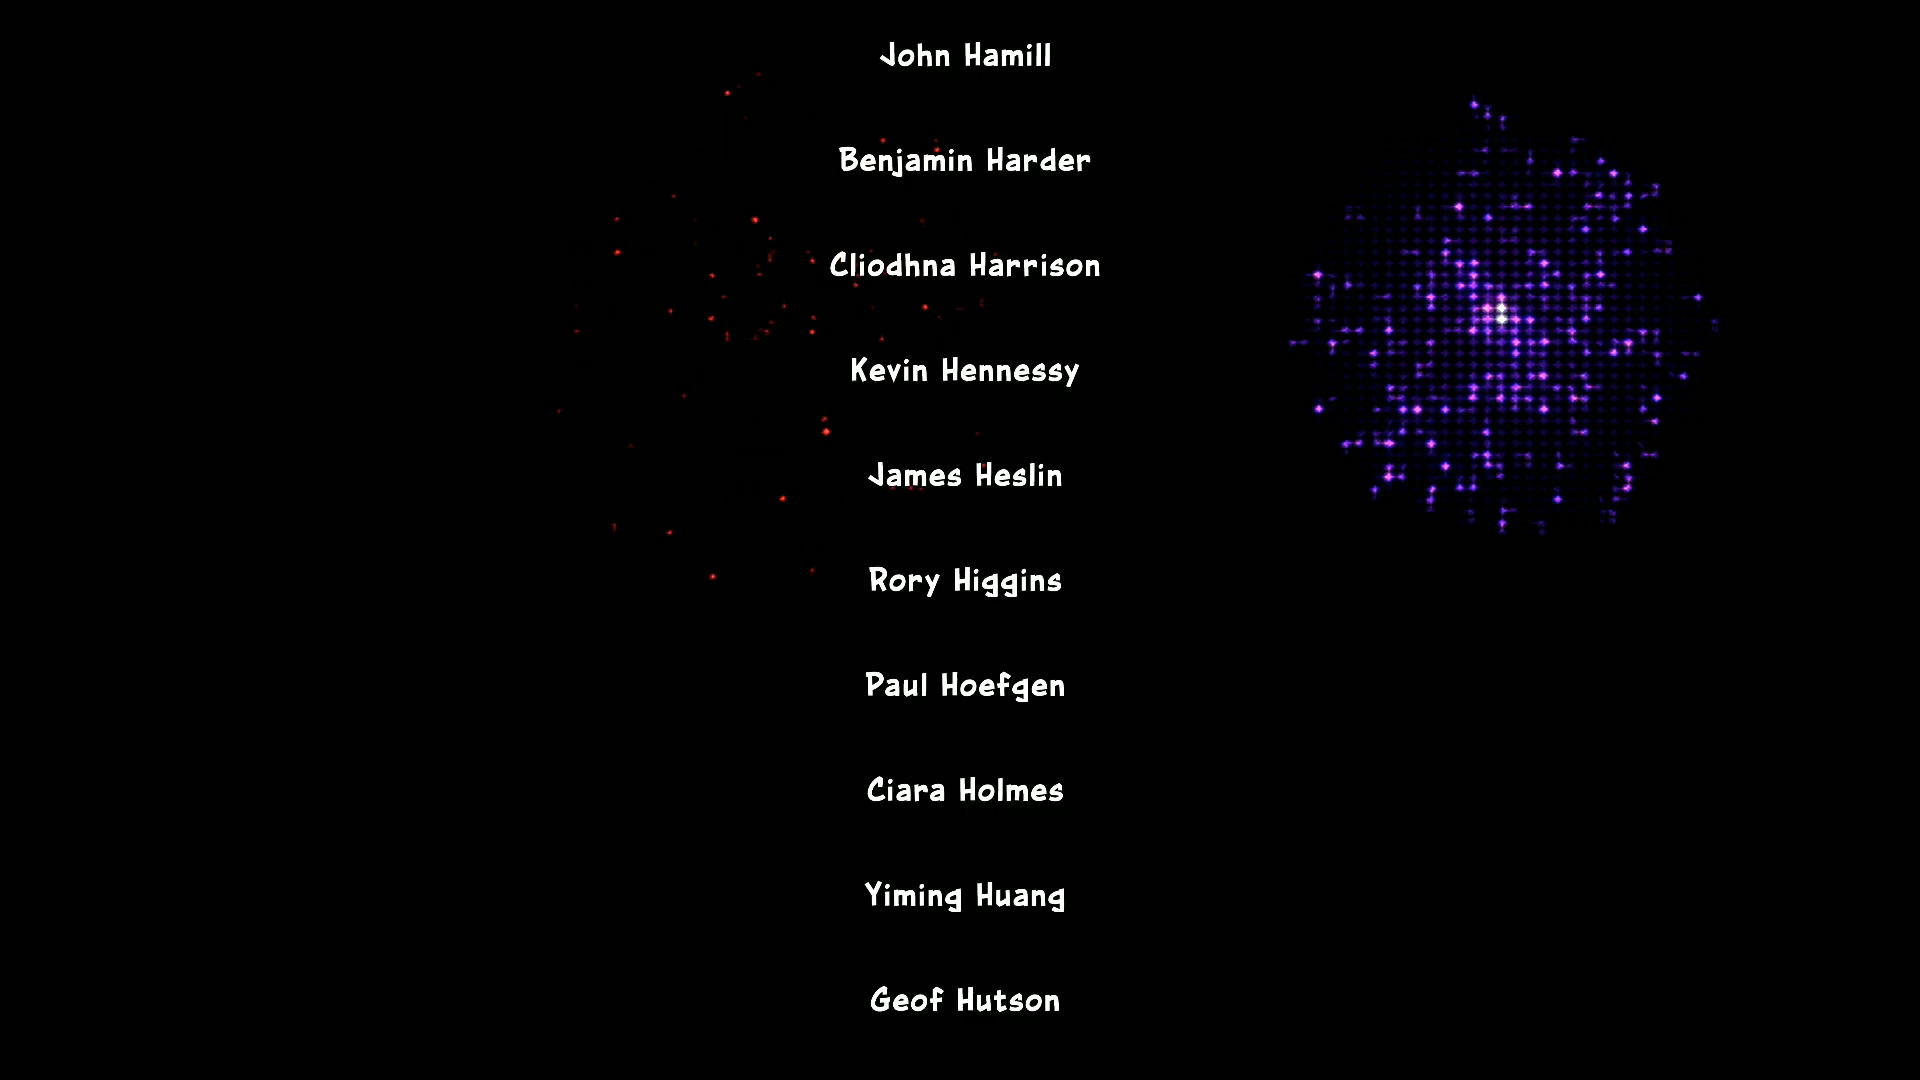 John Hamill
Benjamin Harder
Cliodhna Harrison
Kevin Hennessy
James Heslin
Rory Higgins
Paul Hoefgen
Ciara Holmes
Yiming Huang
Geof Hutson